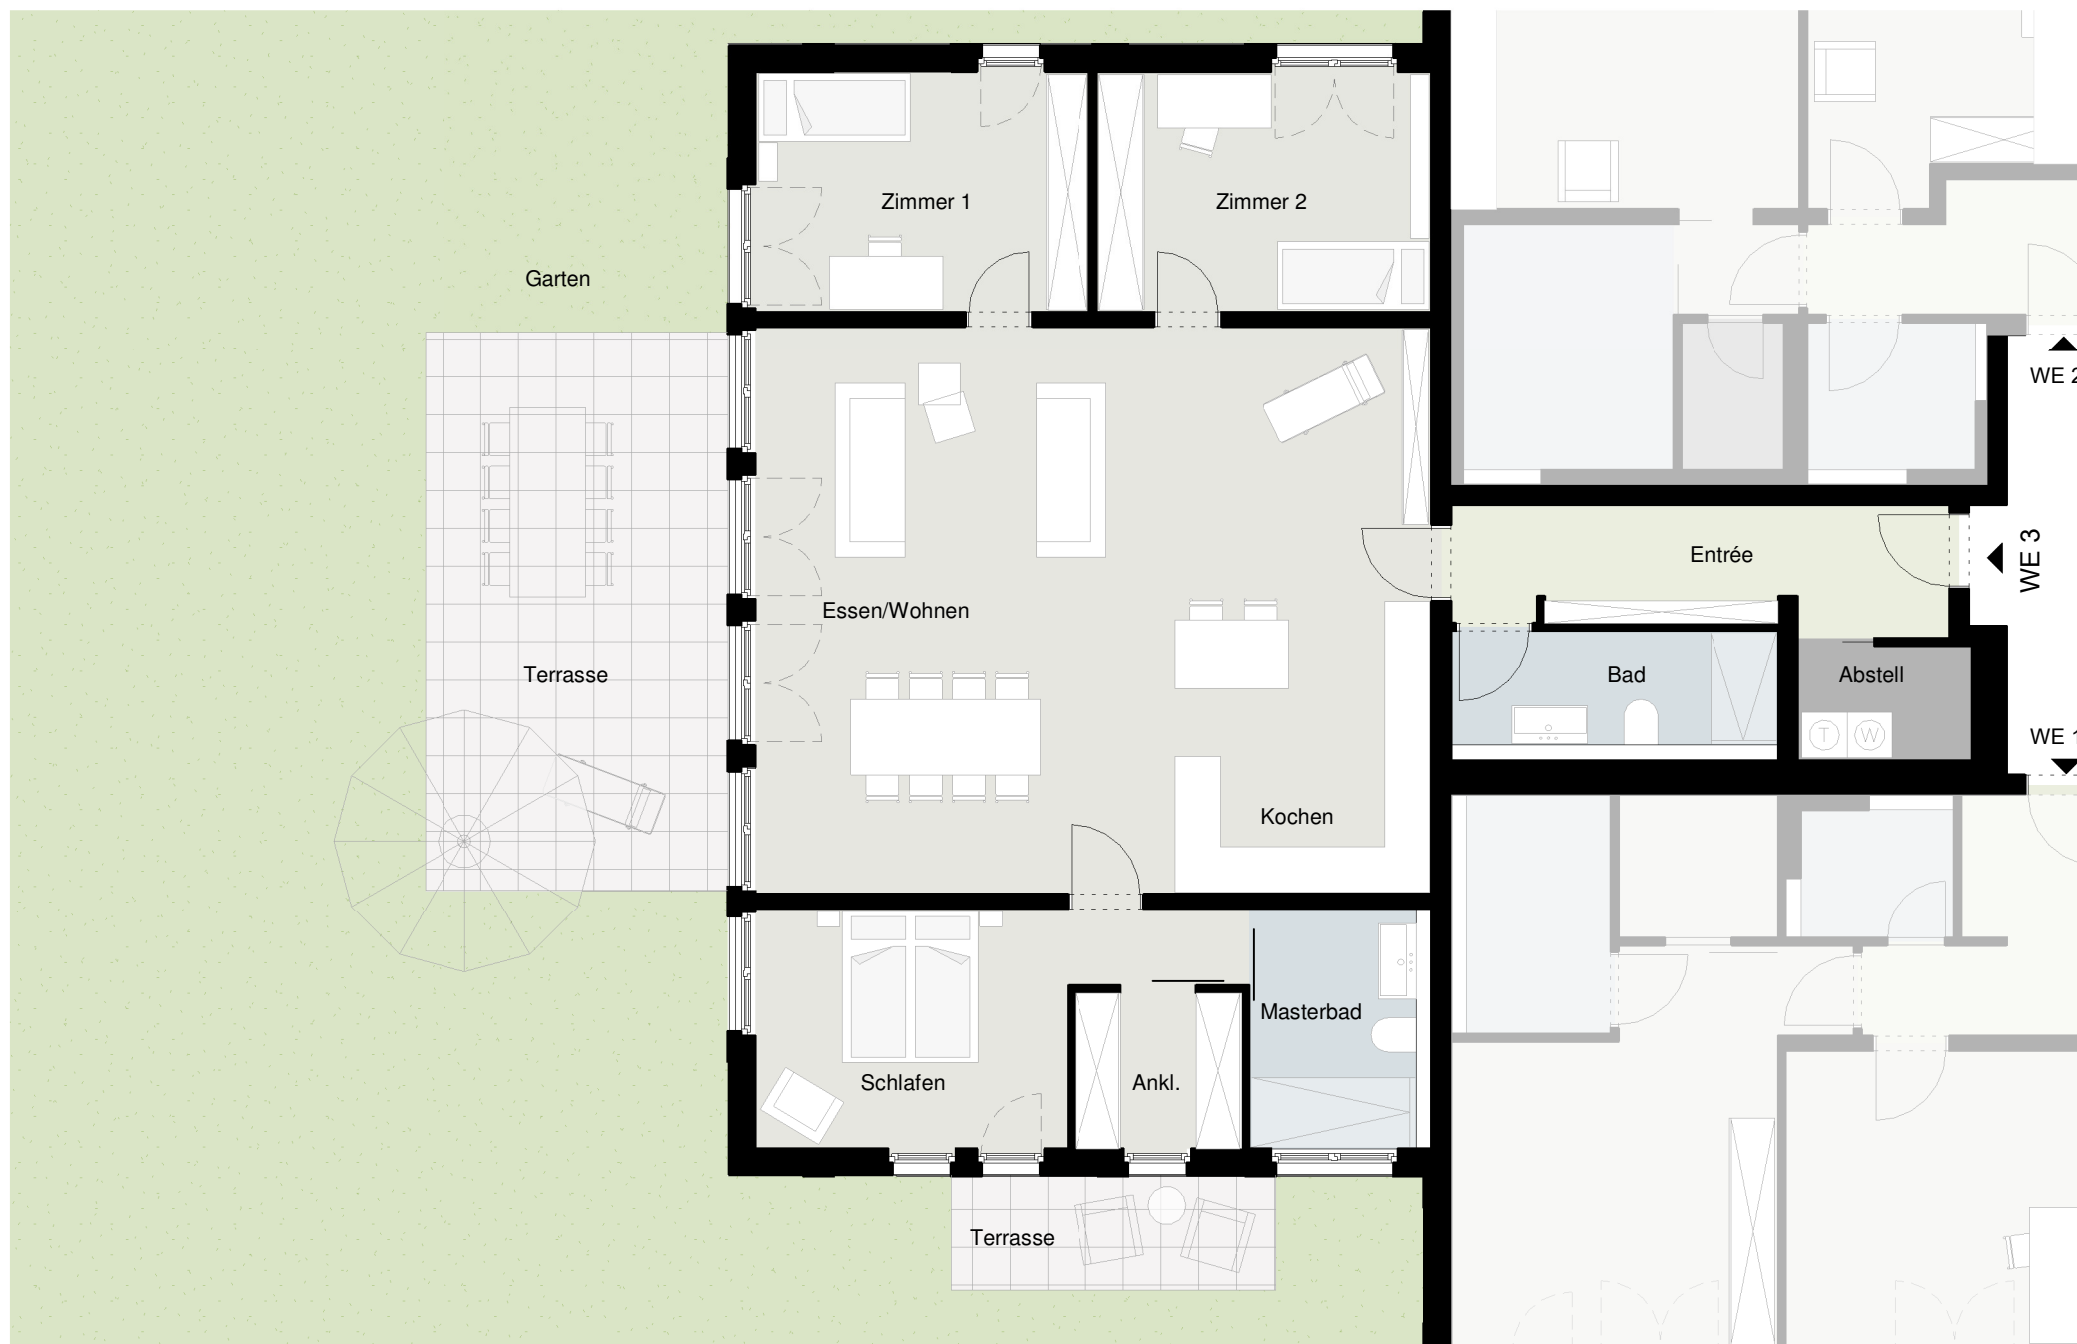 Zimmer 1
Zimmer 2
Garten
WE 2
Entrée
WE 3
Essen/Wohnen
Terrasse
Bad
Abstell
T
W
WE 1
Kochen
Masterbad
Schlafen
Ankl.
Terrasse